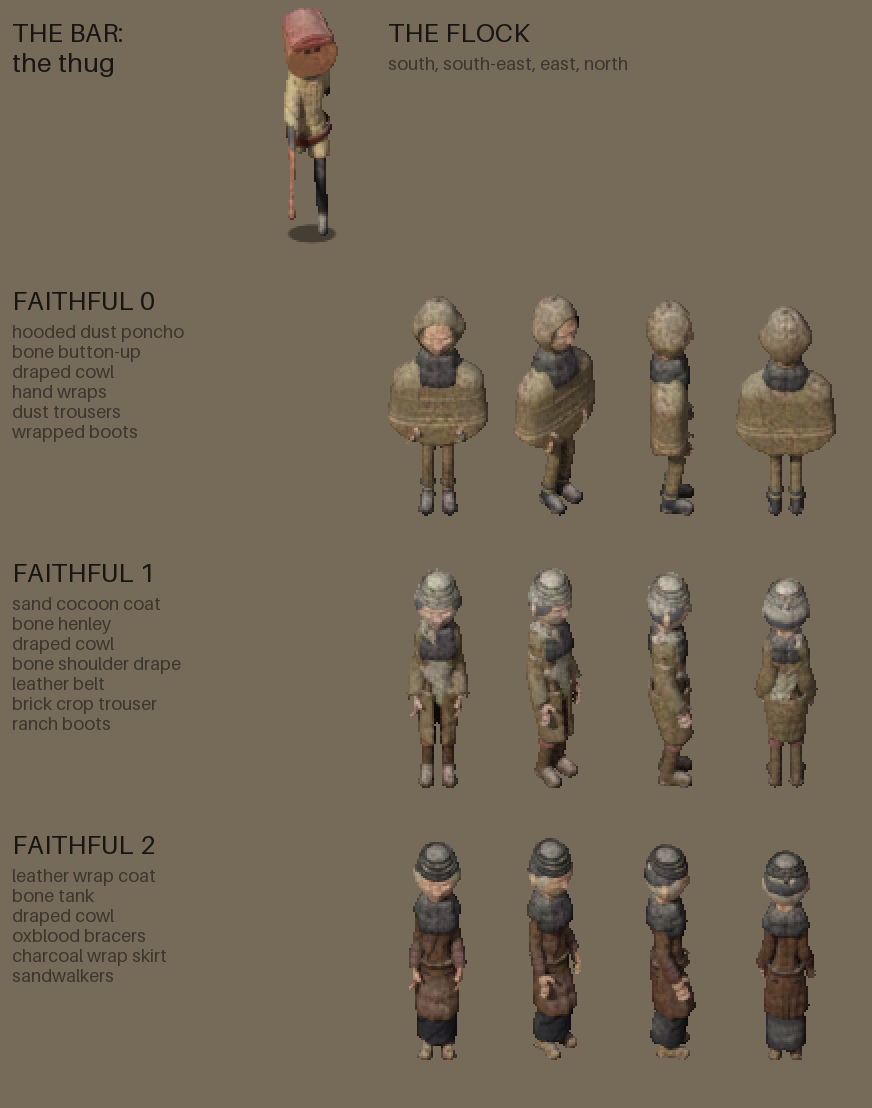 THE BAR:
the thug
THE FLOCK
south, south-east, east, north
FAITHFUL 0
hooded dust poncho
bone button-up
draped cowl
hand wraps
dust trousers
wrapped boots
FAITHFUL 1
sand cocoon coat
bone henley
draped cowl
bone shoulder drape
leather belt
brick crop trouser
ranch boots
FAITHFUL 2
leather wrap coat
bone tank
draped cowl
oxblood bracers
charcoal wrap skirt
sandwalkers